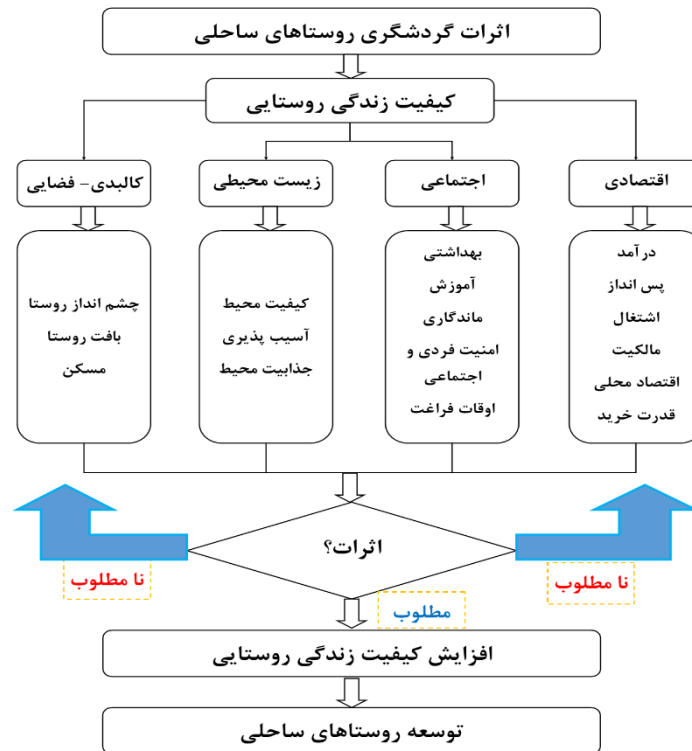 اثرات گردشگری روستاهای ساحلی
کیفیت زندگی روستایی
اقتصادی
اجتماعی
زیست محیطی
کالبدی- فضایی
درآمد
پس انداز
اشتغال
مالکیت
اقتصاد محلی
قدرت خرید
بهداشتی
آموزش
ماندگاری
امنیت فردی و
اجتماعی
اوقات فراغت
کیفیت محیط
آسیب پذیری
جذابیت محیط
چشم انداز روستا
بافت روستا
مسکن
اثرات؟
نا مطلوب
نا مطلوب
مطلوب
افزایش کیفیت زندگی روستایی
توسعه روستاهای ساحلی